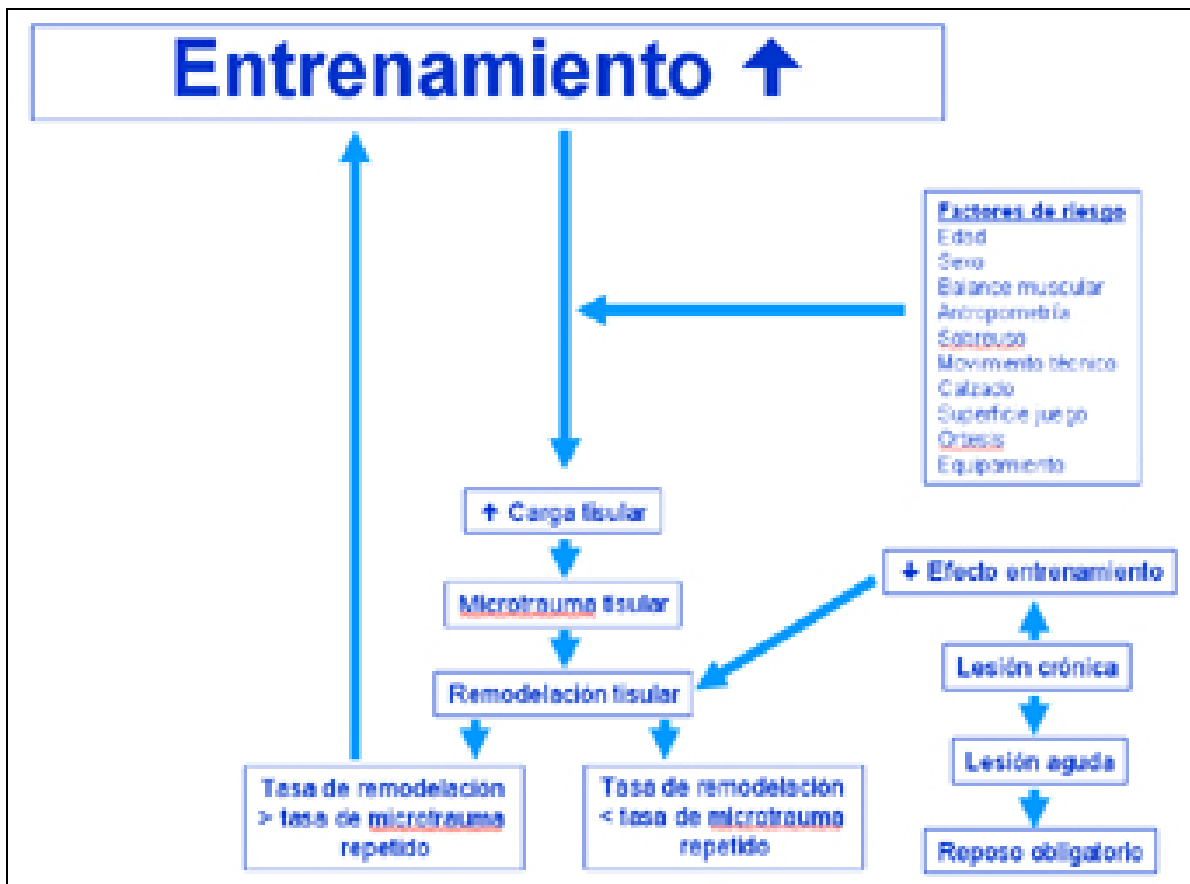 Entrenamiento ↑
Factores de riesgo
Edad
Sexo
Balance muscular
Antropometría
Sobreuso
Movimiento técnico
Calzado
Superficie juego
Ortesis
Equipamiento
↑ Carga tisular
Microtrauma tisular
Remodelación tisular
Tasa de remodelación
> tasa de microtrauma
repetido
Tasa de remodelación
< tasa de microtrauma
repetido
↓ Efecto entrenamiento
Lesión crónica
Lesión aguda
Reposo obligatorio